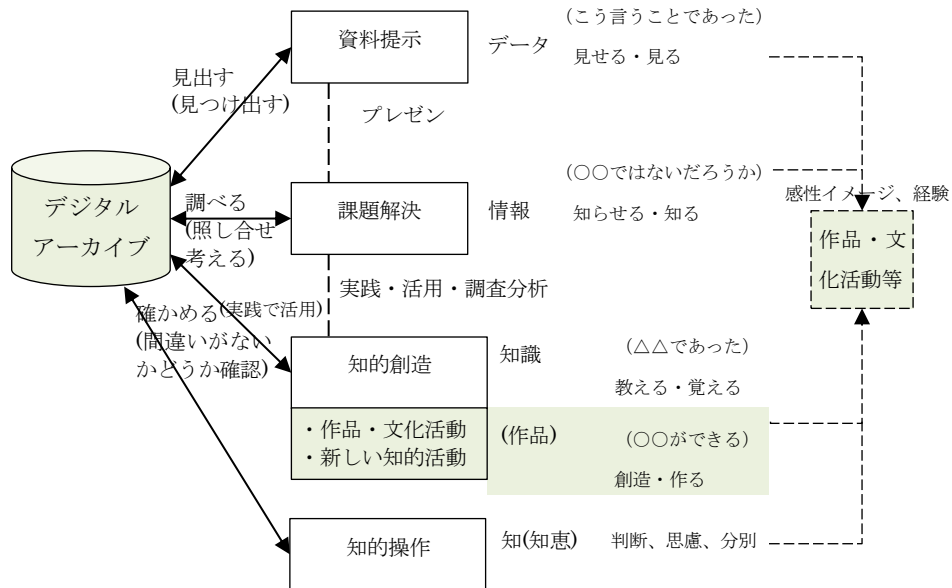 (こう言うことであった)
資料提示
データ
見せる・見る
見出す
(見つけ出す)
プレゼン
デジタル
アーカイブ
調べる
(照し合せ
考える)
課題解決
情報
(○○ではないだろうか)
知らせる・知る
感性イメージ、経験
作品・文
化活動等
実践・活用・調査分析
確かめる(実践で活用)
(間違いがない
かどうか確認)
知的創造
知識
(△△であった)
教える・覚える
・作品・文化活動
・新しい知的活動
(作品)
(○○ができる)
創造・作る
知的操作
知(知恵)
判断、思慮、分別